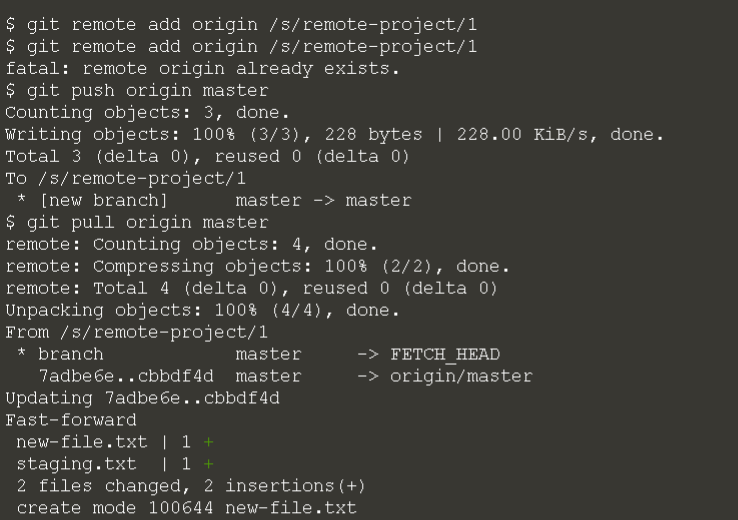 $ git remote add origin /s/remote-project/1
$ git remote add origin /s/remote-project/1
fatal: remote origin already exists.
$ git push origin master
Counting objects: 3, done.
Writing objects: 100% (3/3), 228 bytes | 228.00 KiB/s, done.
Total 3 (delta 0), reused 0 (delta 0)
To /s/remote-project/1
 * [new branch]      master -> master
$ git pull origin master
remote: Counting objects: 4, done.
remote: Compressing objects: 100% (2/2), done.
remote: Total 4 (delta 0), reused 0 (delta 0)
Unpacking objects: 100% (4/4), done.
From /s/remote-project/1
 * branch            master     -> FETCH_HEAD
   7adbe6e..cbbdf4d  master     -> origin/master
Updating 7adbe6e..cbbdf4d
Fast-forward
 new-file.txt | 1 +
 staging.txt  | 1 +
 2 files changed, 2 insertions(+)
 create mode 100644 new-file.txt